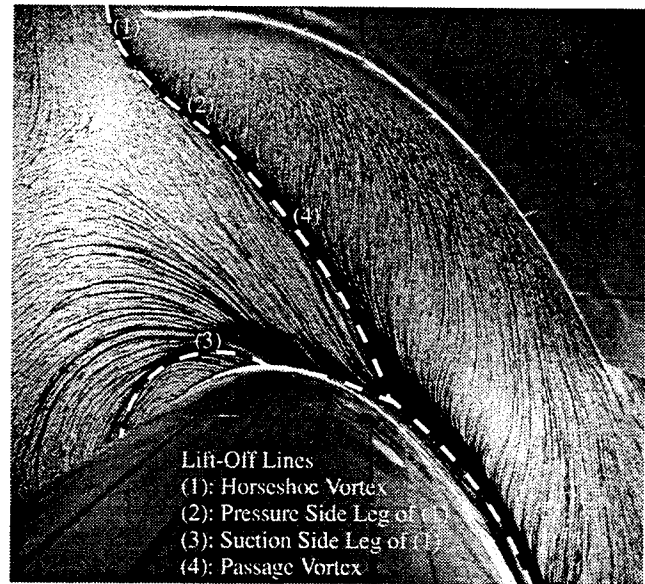 (1)
(2)
(4)
(3)
Lift-Off Lines
(1): Horseshoe Vortex
(2): Pressure Side Leg of (1)
(3): Suction Side Leg of (1)
(4): Passage Vortex